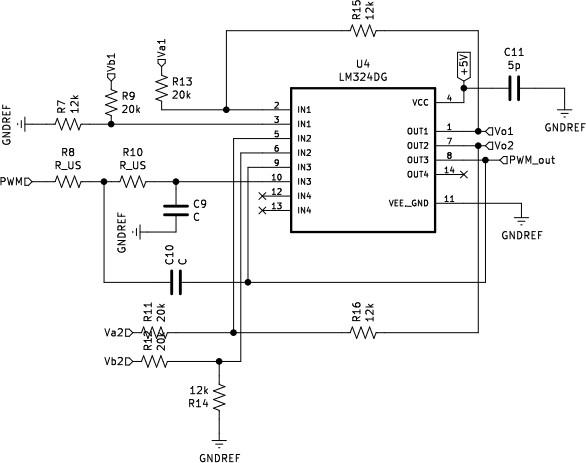 R15
12k
Vb1
Va1
+5V
C11
5p
U4
LM324DG
R13
20k
R9
20k
R7
12k
GNDREF
GNDREF
2
IN1
VCC
4
3
IN1
OUT1
1
Vo1
5
IN2
OUT2
7
Vo2
6
IN2
OUT3
8
PWM_out
9
IN3
OUT4
14
10
IN3
12
IN4
VEE_GND
11
13
IN4
GNDREF
R8
R_US
R10
R_US
PWM
C9
C
GNDREF
C10
C
R11
20k
R16
12k
Va2
R12
20k
Vb2
12k
R14
GNDREF